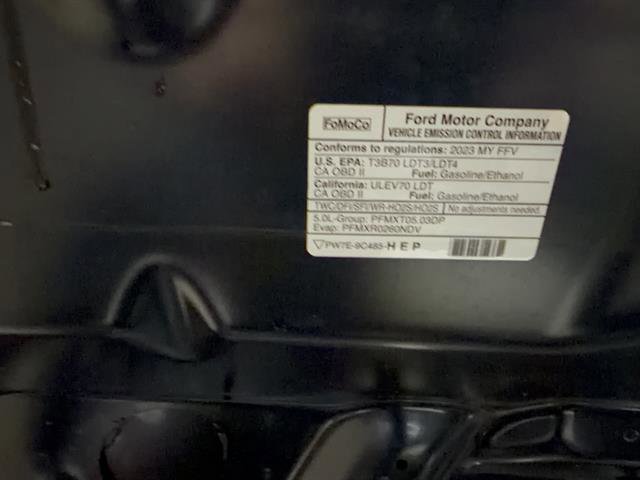 FoMoCo
Ford Motor Company
VEHICLE EMISSION CONTROL INFORMATION
Conforms to regulations: 2023 MY FFV
U.S. EPA: T3B70 LDT3/LDT4
CA OBD II Fuel: Gasoline/Ethanol
California: ULEV70 LDT
CA OBD II Fuel: Gasoline/Ethanol
TWC/DFI/SFI/WR-HO2S/HO2S No adjustments needed.
5.0L-Group: PFMXT05.03DP
Evap: PFMXR0260NDV
▽PW7E-9C485-HEP